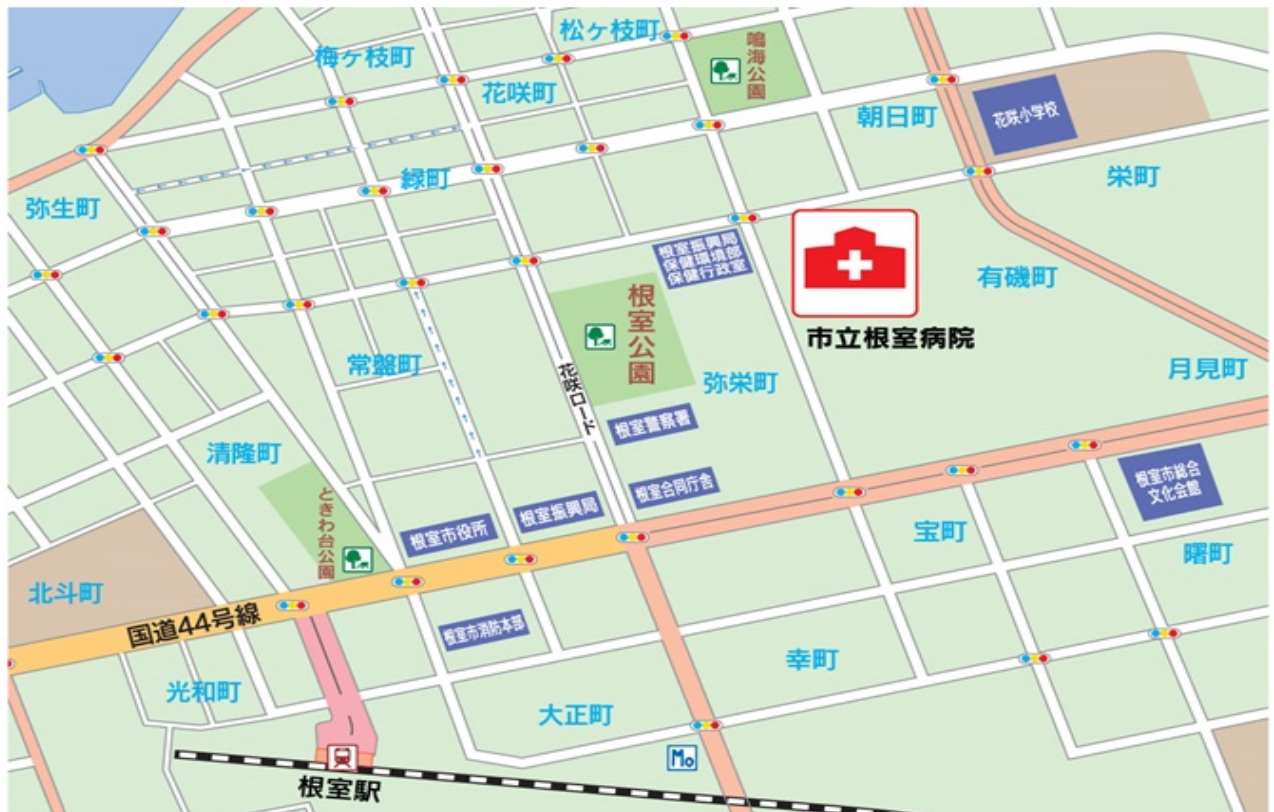 松ヶ枝町
梅ヶ枝町
鳴海公園
花咲町
朝日町
花咲小学校
緑町
栄町
弥生町
根室振興局
保健環境部
保健行政室
有磯町
根室公園
市立根室病院
常盤町
花咲ロード
弥栄町
月見町
根室警察署
清隆町
根室市総合
文化会館
根室合同庁舎
ときわ台公園
根室振興局
根室市役所
宝町
曙町
北斗町
国道44号線
根室市消防本部
幸町
光和町
大正町
Mo
根室駅